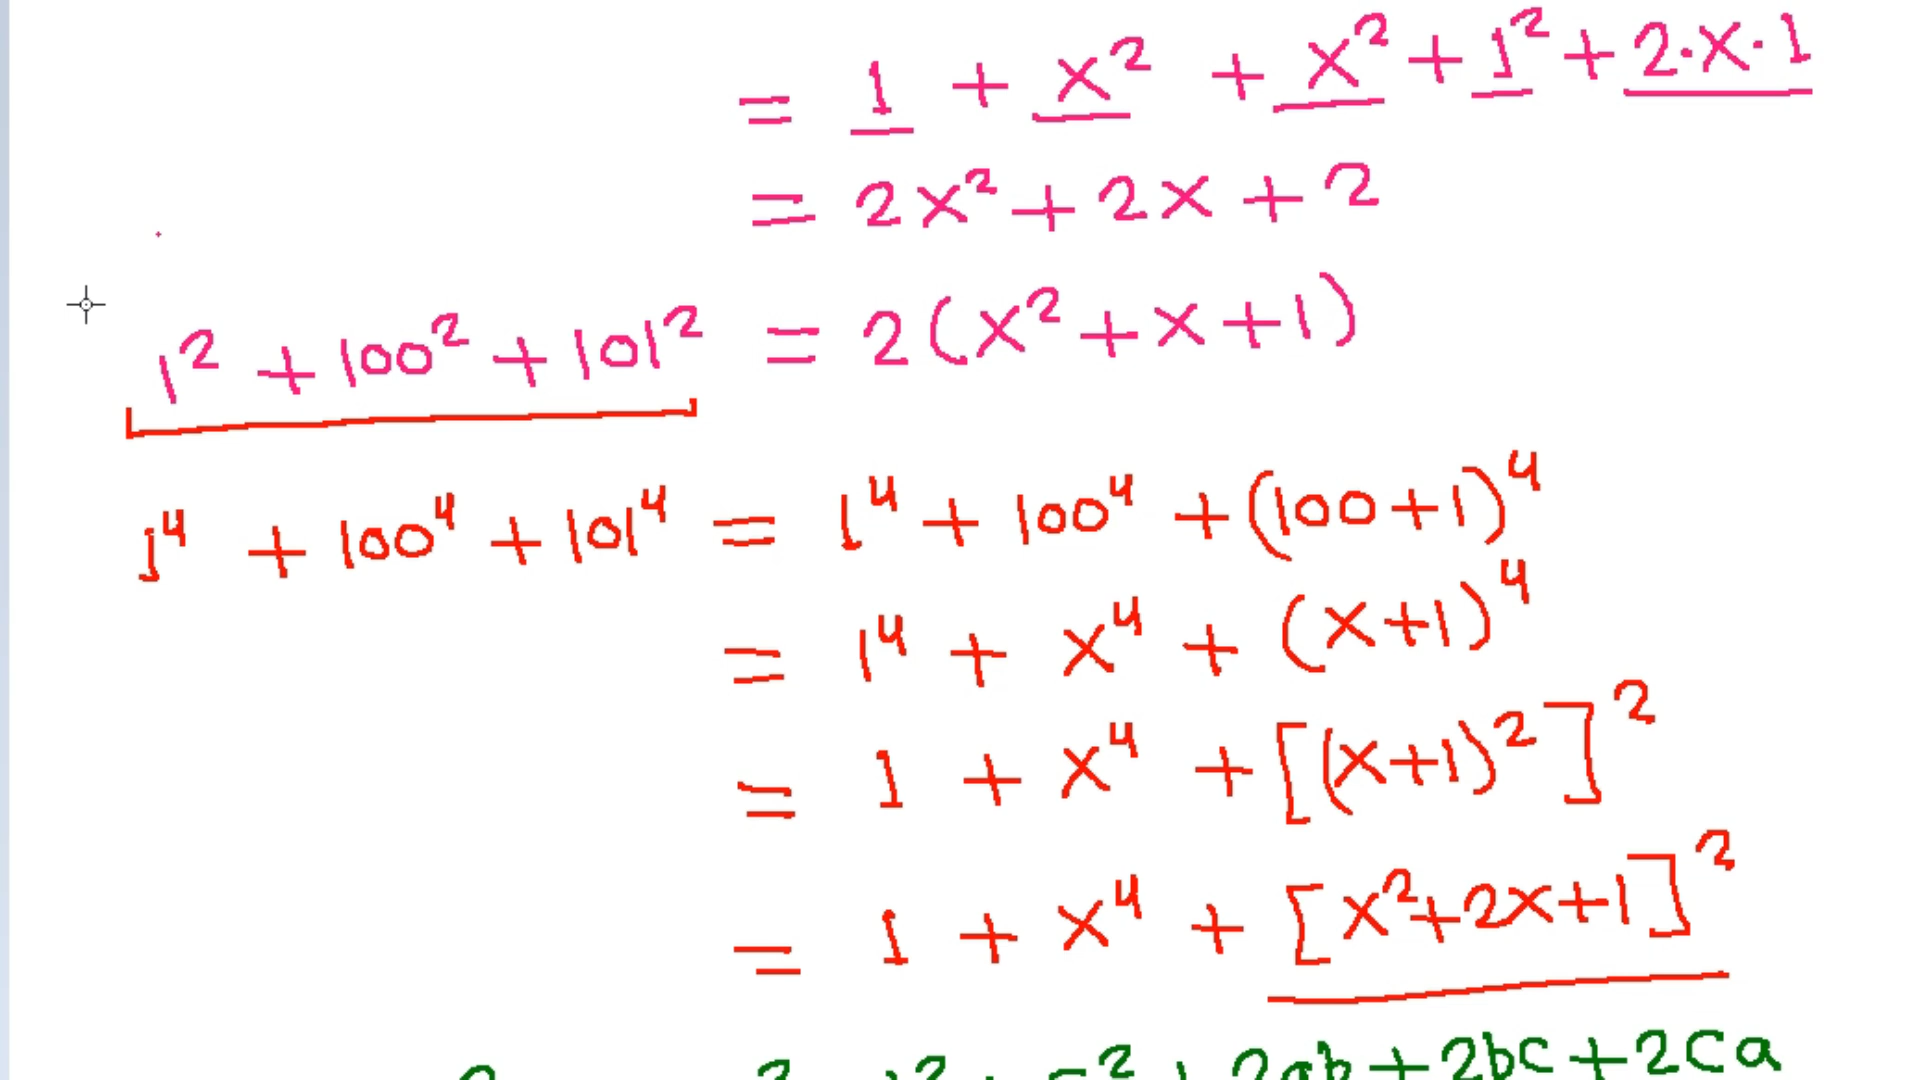 = 1 + x² + x² + 1² + 2·x·1
= 2x² + 2x + 2
1² + 100² + 101² = 2(x² + x + 1)
1⁴ + 100⁴ + 101⁴ = 1⁴ + 100⁴ + (100+1)⁴
= 1⁴ + x⁴ + (x+1)⁴
= 1 + x⁴ + [(x+1)²]²
= 1 + x⁴ + [x²+2x+1]²
2ab + 2bc + 2ca